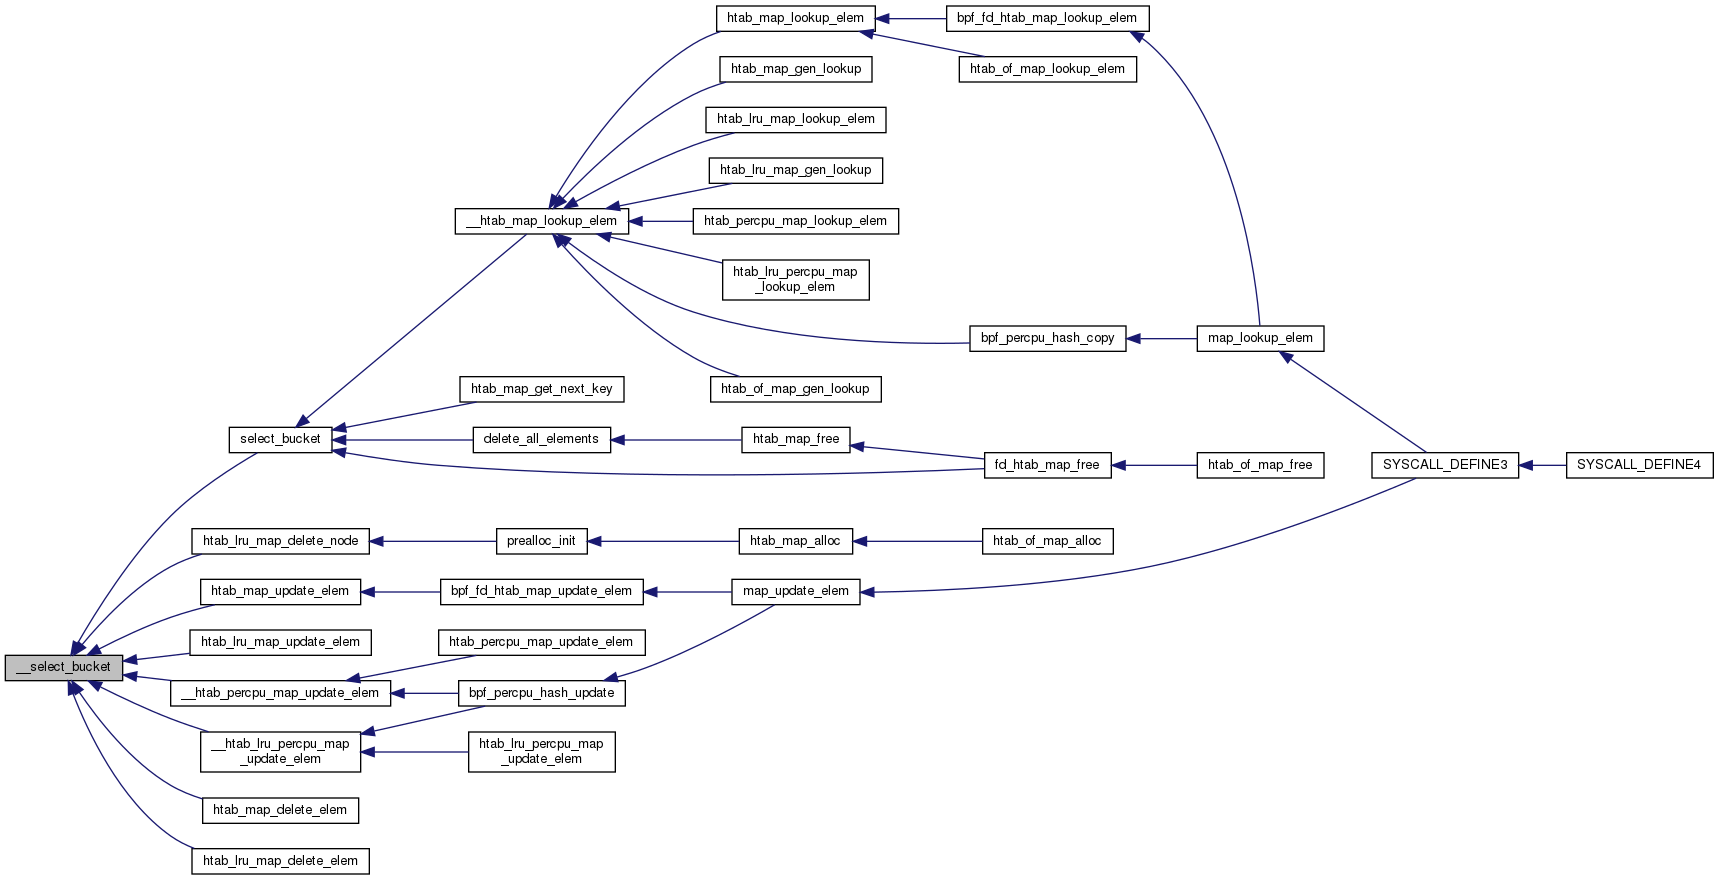 htab_map_lookup_elem
bpf_fd_htab_map_lookup_elem
htab_map_gen_lookup
htab_of_map_lookup_elem
htab_lru_map_lookup_elem
htab_lru_map_gen_lookup
__htab_map_lookup_elem
htab_percpu_map_lookup_elem
htab_lru_percpu_map
_lookup_elem
bpf_percpu_hash_copy
map_lookup_elem
htab_map_get_next_key
htab_of_map_gen_lookup
select_bucket
delete_all_elements
htab_map_free
fd_htab_map_free
htab_of_map_free
SYSCALL_DEFINE3
SYSCALL_DEFINE4
htab_lru_map_delete_node
prealloc_init
htab_map_alloc
htab_of_map_alloc
htab_map_update_elem
bpf_fd_htab_map_update_elem
map_update_elem
htab_lru_map_update_elem
htab_percpu_map_update_elem
__select_bucket
__htab_percpu_map_update_elem
bpf_percpu_hash_update
__htab_lru_percpu_map
_update_elem
htab_lru_percpu_map
_update_elem
htab_map_delete_elem
htab_lru_map_delete_elem